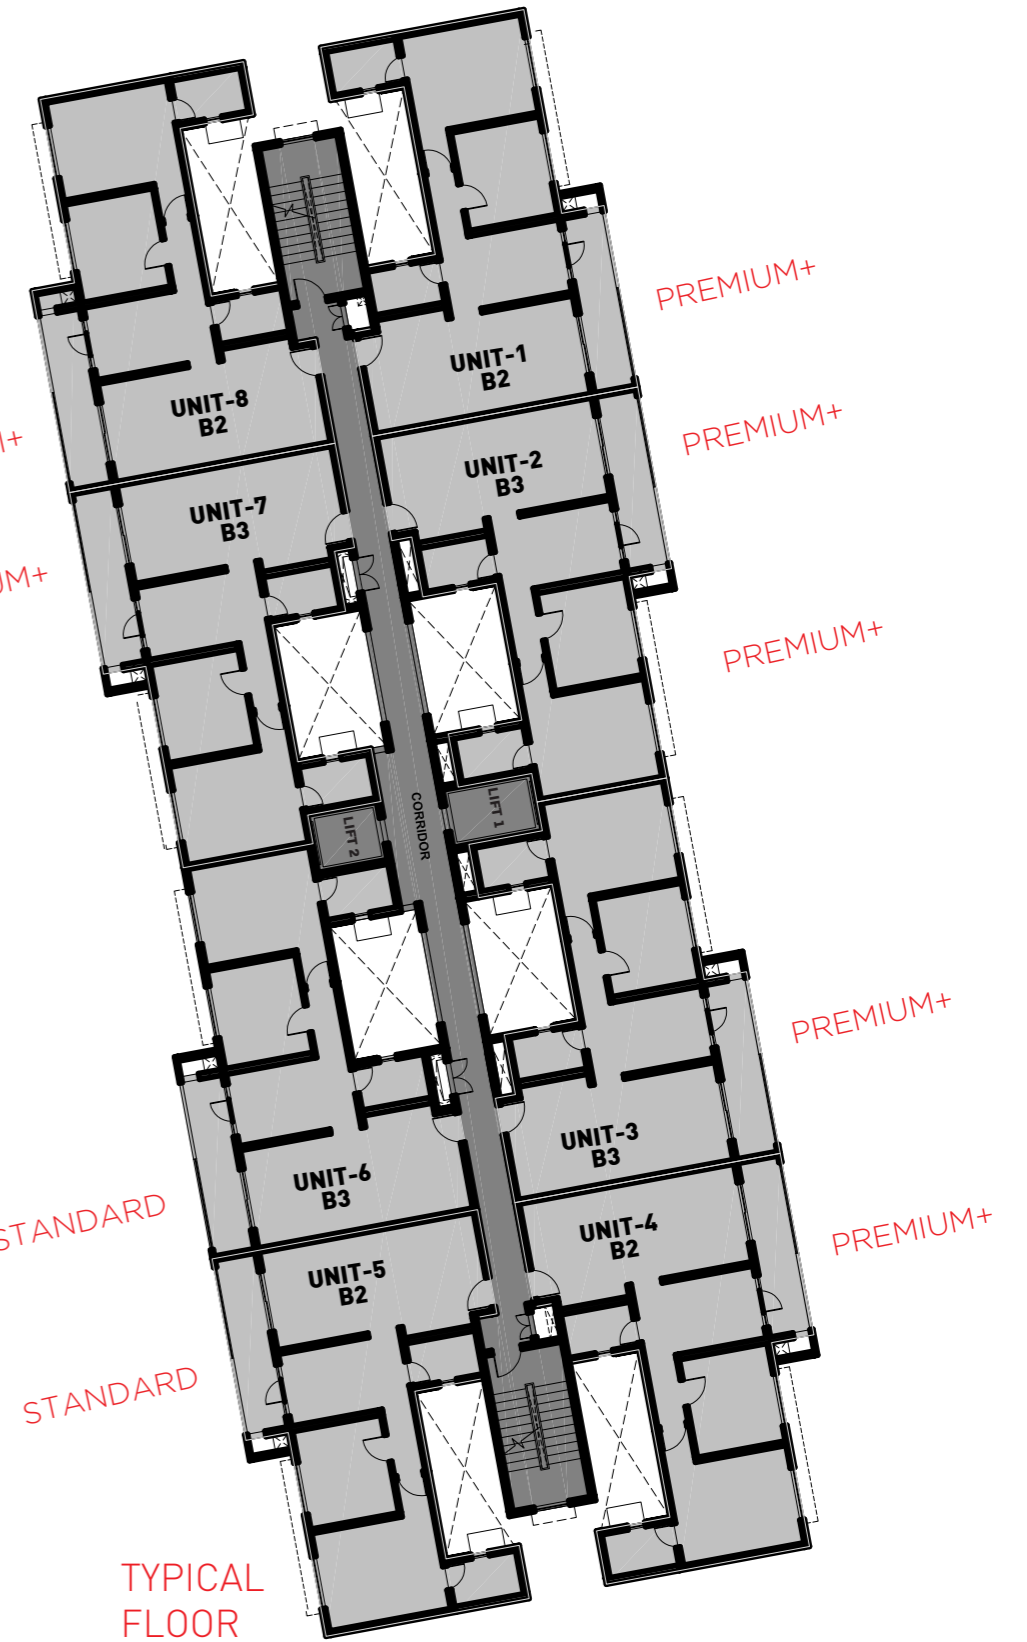 PREMIUM+
UNIT-1
B2
UNIT-8
B2
PREMIUM+
UNIT-2
B3
UNIT-7
B3
PREMIUM+
LIFT 1
CORRIDOR
LIFT 2
PREMIUM+
UNIT-3
B3
UNIT-6
B3
STANDARD
UNIT-4
B2
PREMIUM+
UNIT-5
B2
STANDARD
TYPICAL
FLOOR